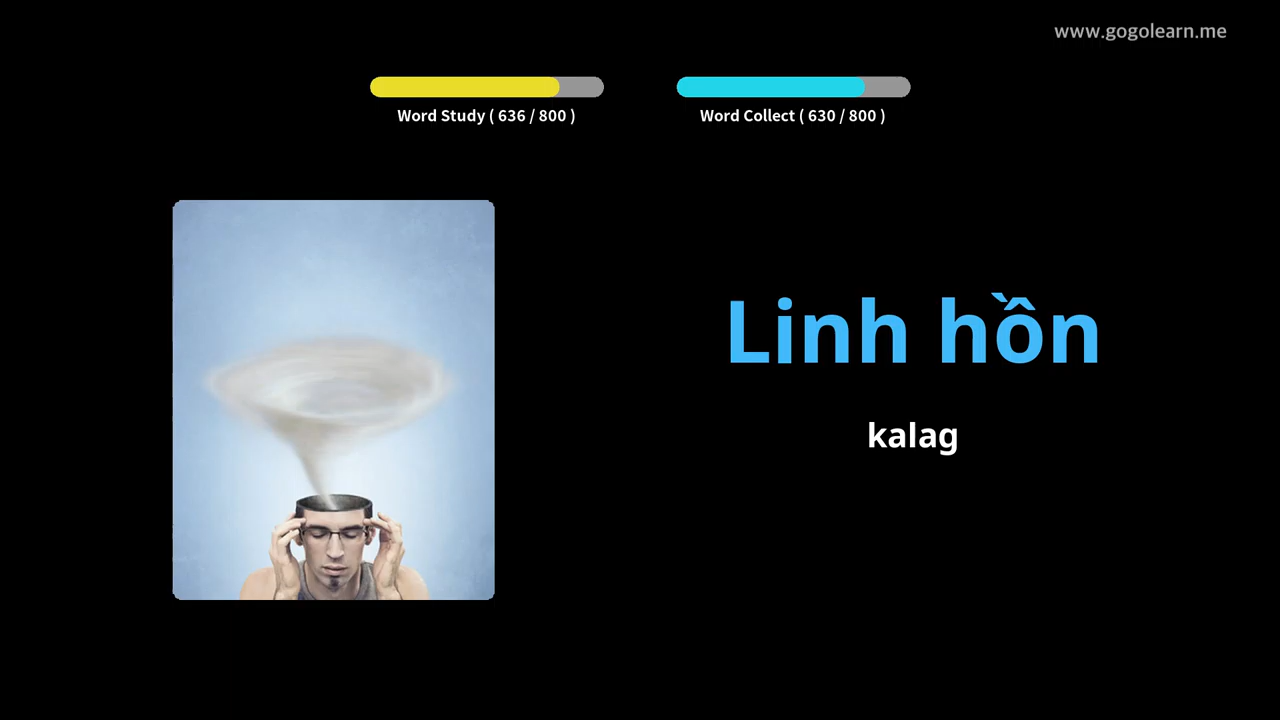 www.gogolearn.me
Word Study ( 636 / 800 )
Word Collect ( 630 / 800 )
Linh hồn
kalag